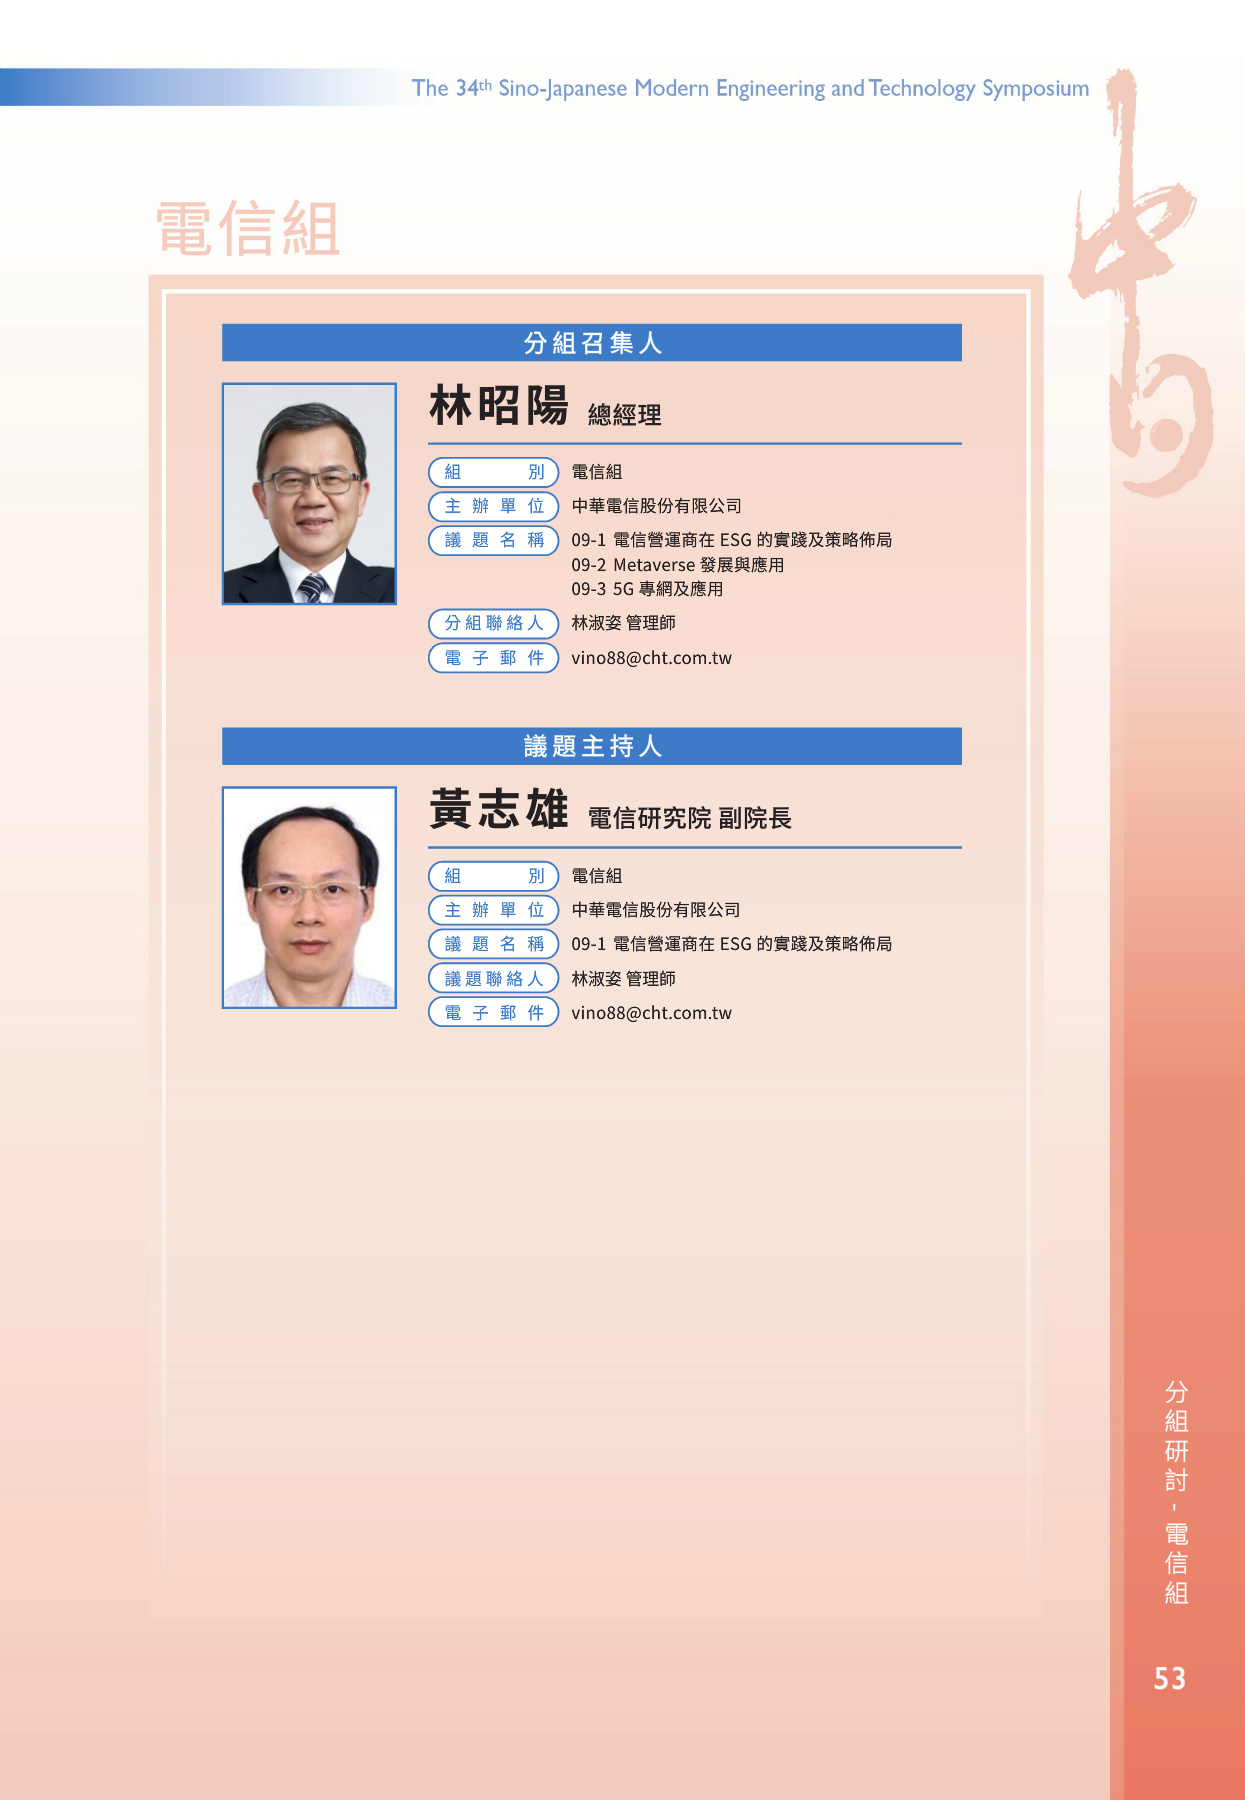 The 34th Sino-Japanese Modern Engineering and Technology Symposium
中日
電信組
分組召集人
林昭陽 總經理
組別 電信組
主辦單位 中華電信股份有限公司
議題名稱 09-1 電信營運商在 ESG 的實踐及策略佈局
09-2 Metaverse 發展與應用
09-3 5G 專網及應用
分組聯絡人 林淑姿 管理師
電子郵件 vino88@cht.com.tw
議題主持人
黃志雄 電信研究院 副院長
組別 電信組
主辦單位 中華電信股份有限公司
議題名稱 09-1 電信營運商在 ESG 的實踐及策略佈局
議題聯絡人 林淑姿 管理師
電子郵件 vino88@cht.com.tw
分組研討-電信組
53